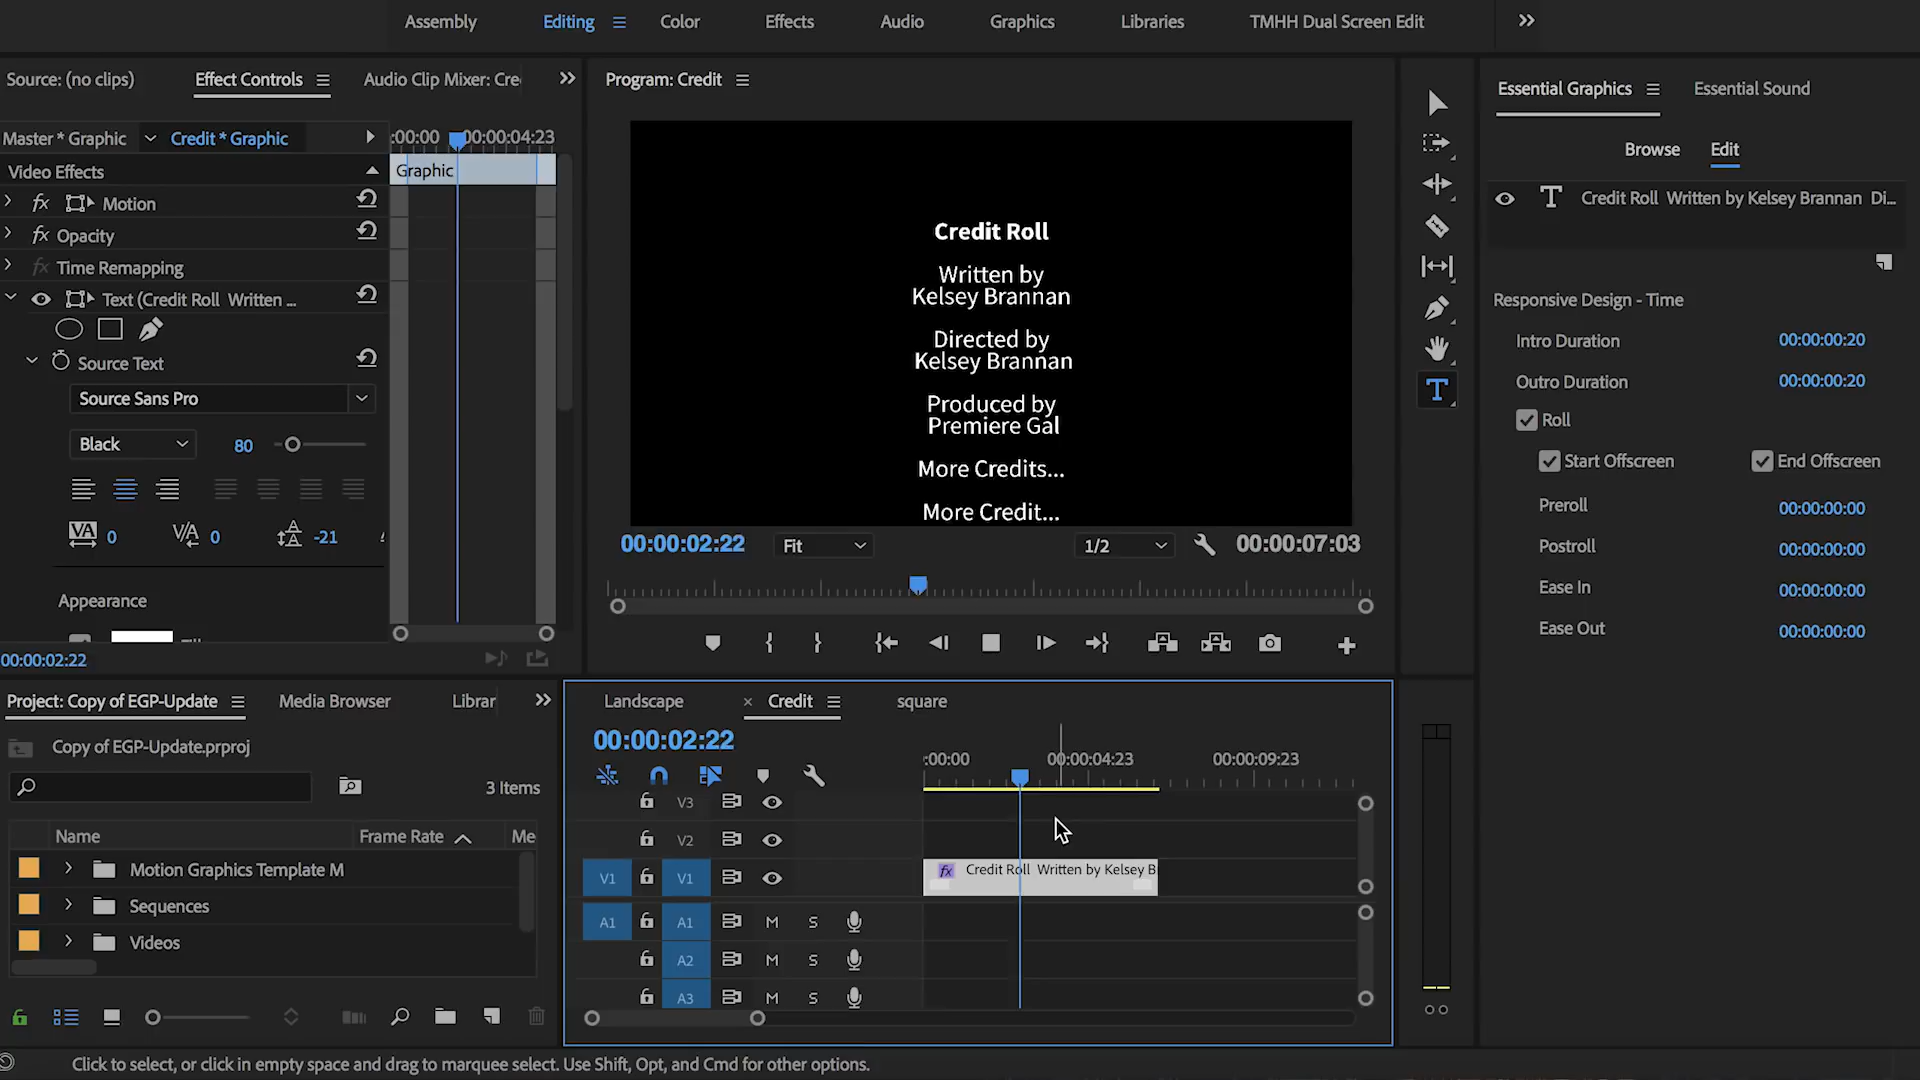 Assembly
Editing
Color
Effects
Audio
Graphics
Libraries
TMHH Dual Screen Edit
Source: (no clips)
Effect Controls
Audio Clip Mixer: Cre
Master * Graphic
Credit * Graphic
:00:00
00:00:04:23
Graphic
Video Effects
fx Motion
fx Opacity
fx Time Remapping
Text (Credit Roll Written ...
Source Text
Source Sans Pro
Black
80
VA 0
VA 0
A -21
Appearance
00:00:02:22
Program: Credit
Credit Roll
Written by
Kelsey Brannan
Directed by
Kelsey Brannan
Produced by
Premiere Gal
More Credits...
More Credit...
00:00:02:22
Fit
1/2
00:00:07:03
Essential Graphics
Essential Sound
Browse
Edit
T Credit Roll Written by Kelsey Brannan Di...
Responsive Design - Time
Intro Duration 00:00:00:20
Outro Duration 00:00:00:20
Roll
Start Offscreen
End Offscreen
Preroll 00:00:00:00
Postroll 00:00:00:00
Ease In 00:00:00:00
Ease Out 00:00:00:00
T
Project: Copy of EGP-Update
Media Browser
Librar
Copy of EGP-Update.prproj
3 Items
Name
Frame Rate
Me
Motion Graphics Template M
Sequences
Videos
Landscape
× Credit
square
00:00:02:22
:00:00
00:00:04:23
00:00:09:23
V3
V2
V1 V1
fx Credit Roll Written by Kelsey B
A1 A1 M S
A2 M S
A3 M S
Click to select, or click in empty space and drag to marquee select. Use Shift, Opt, and Cmd for other options.